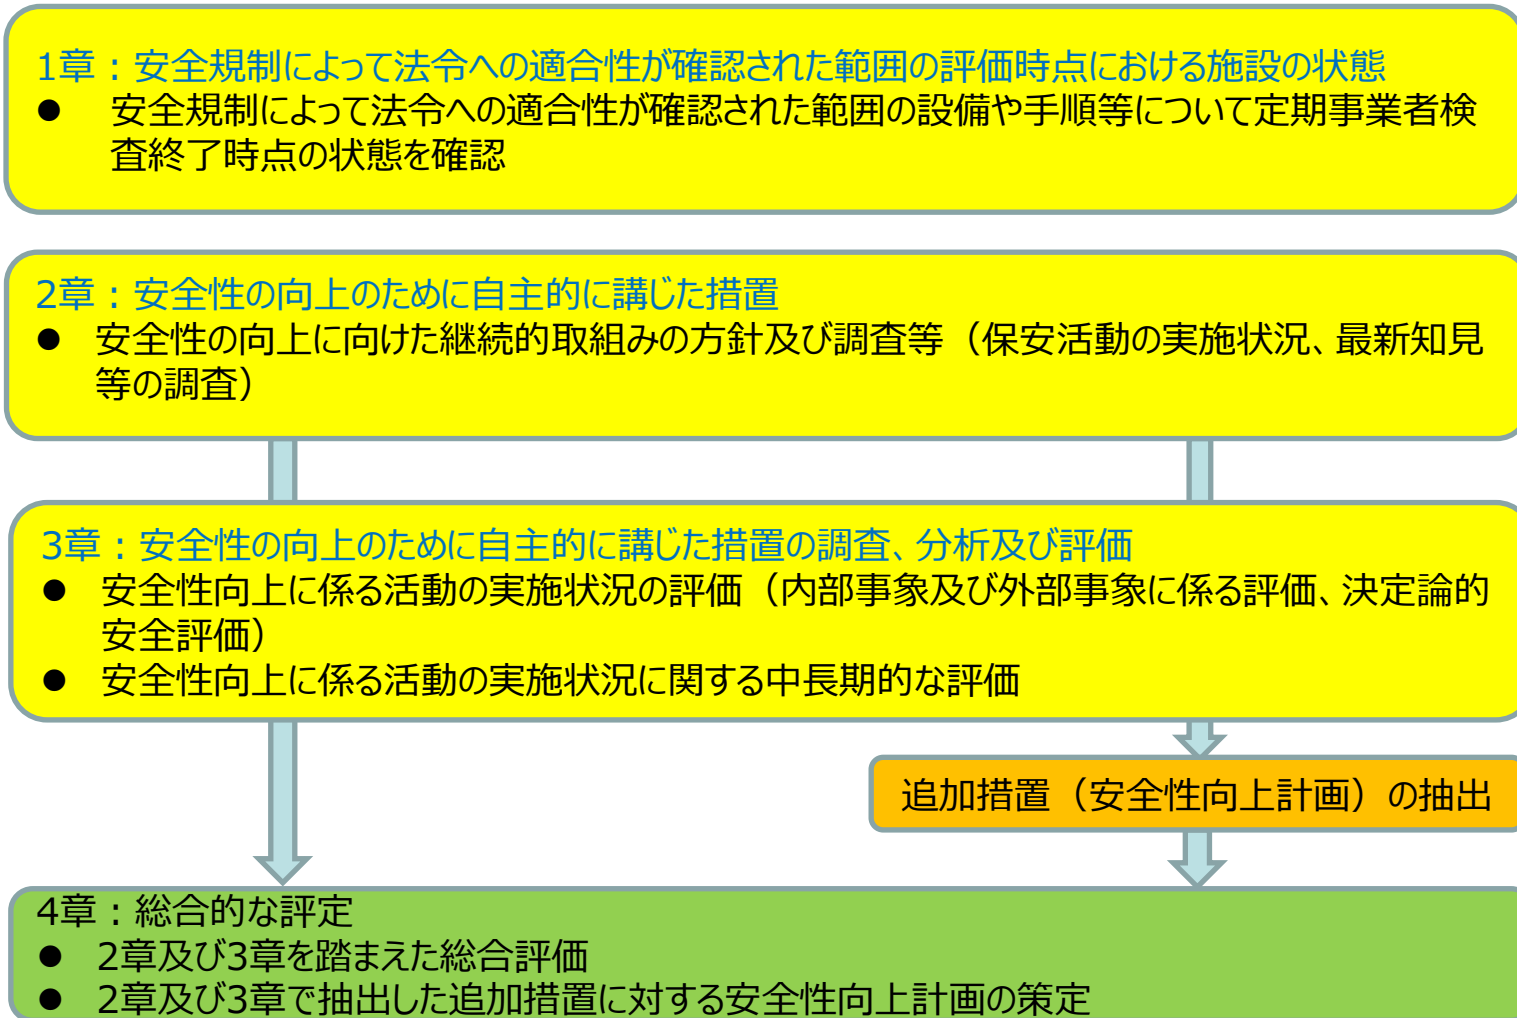 1章：安全規制によって法令への適合性が確認された範囲の評価時点における施設の状態
● 安全規制によって法令への適合性が確認された範囲の設備や手順等について定期事業者検
査終了時点の状態を確認
2章：安全性の向上のために自主的に講じた措置
● 安全性の向上に向けた継続的取組みの方針及び調査等（保安活動の実施状況、最新知見
等の調査）
3章：安全性の向上のために自主的に講じた措置の調査、分析及び評価
● 安全性向上に係る活動の実施状況の評価（内部事象及び外部事象に係る評価、決定論的
安全評価）
● 安全性向上に係る活動の実施状況に関する中長期的な評価
追加措置（安全性向上計画）の抽出
4章：総合的な評定
● 2章及び3章を踏まえた総合評価
● 2章及び3章で抽出した追加措置に対する安全性向上計画の策定